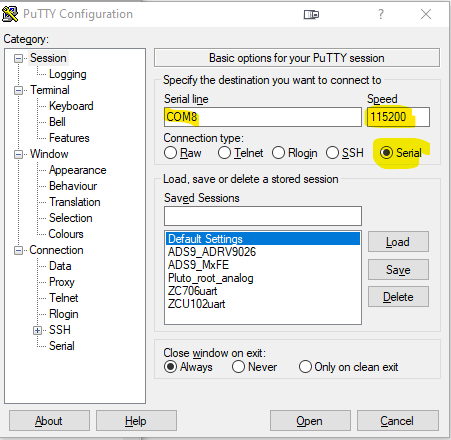 PuTTY Configuration
?
Category:
Session
Logging
Terminal
Keyboard
Bell
Features
Window
Appearance
Behaviour
Translation
Selection
Colours
Connection
Data
Proxy
Telnet
Rlogin
SSH
Serial
Basic options for your PuTTY session
Specify the destination you want to connect to
Serial line Speed
COM8 115200
Connection type:
Raw Telnet Rlogin SSH Serial
Load, save or delete a stored session
Saved Sessions
Default Settings
ADS9_ADRV9026
ADS9_MxFE
Pluto_root_analog
ZC706uart
ZCU102uart
Load
Save
Delete
Close window on exit:
Always Never Only on clean exit
About Help Open Cancel